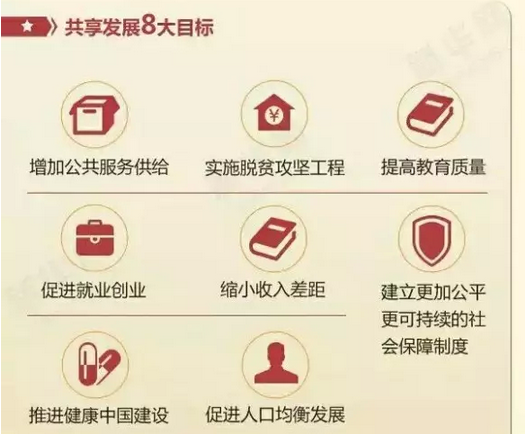 共享发展8大目标
增加公共服务供给
实施脱贫攻坚工程
提高教育质量
促进就业创业
缩小收入差距
建立更加公平
更可持续的社
会保障制度
推进健康中国建设
促进人口均衡发展